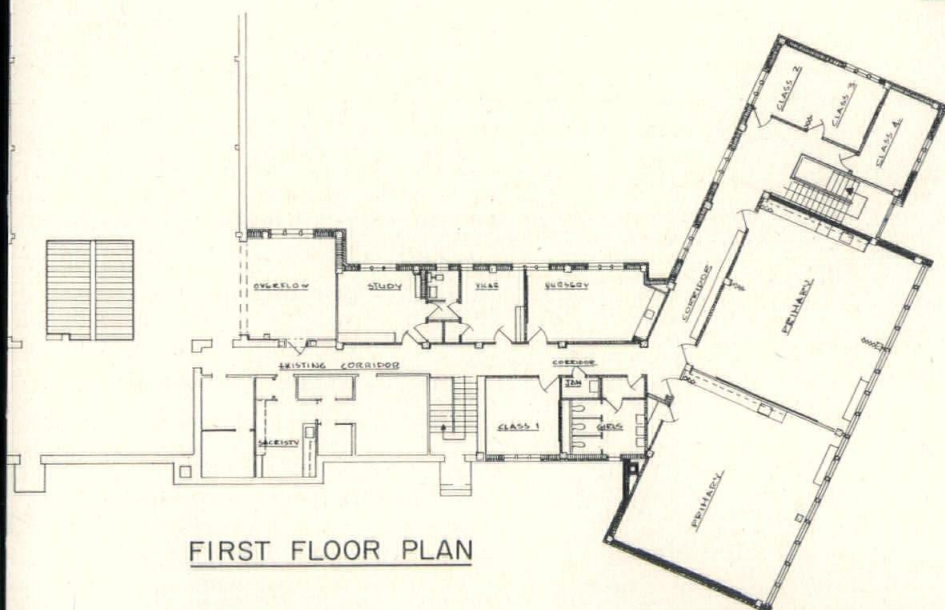 CLASS 2
CLASS 3
CLASS 4
OVERFLOW
STUDY
VICAR
NURSERY
CORRIDOR
PRIMARY
EXISTING CORRIDOR
CORRIDOR
JAN
CLASS 1
GIRLS
SACRISTY
PRIMARY
FIRST FLOOR PLAN